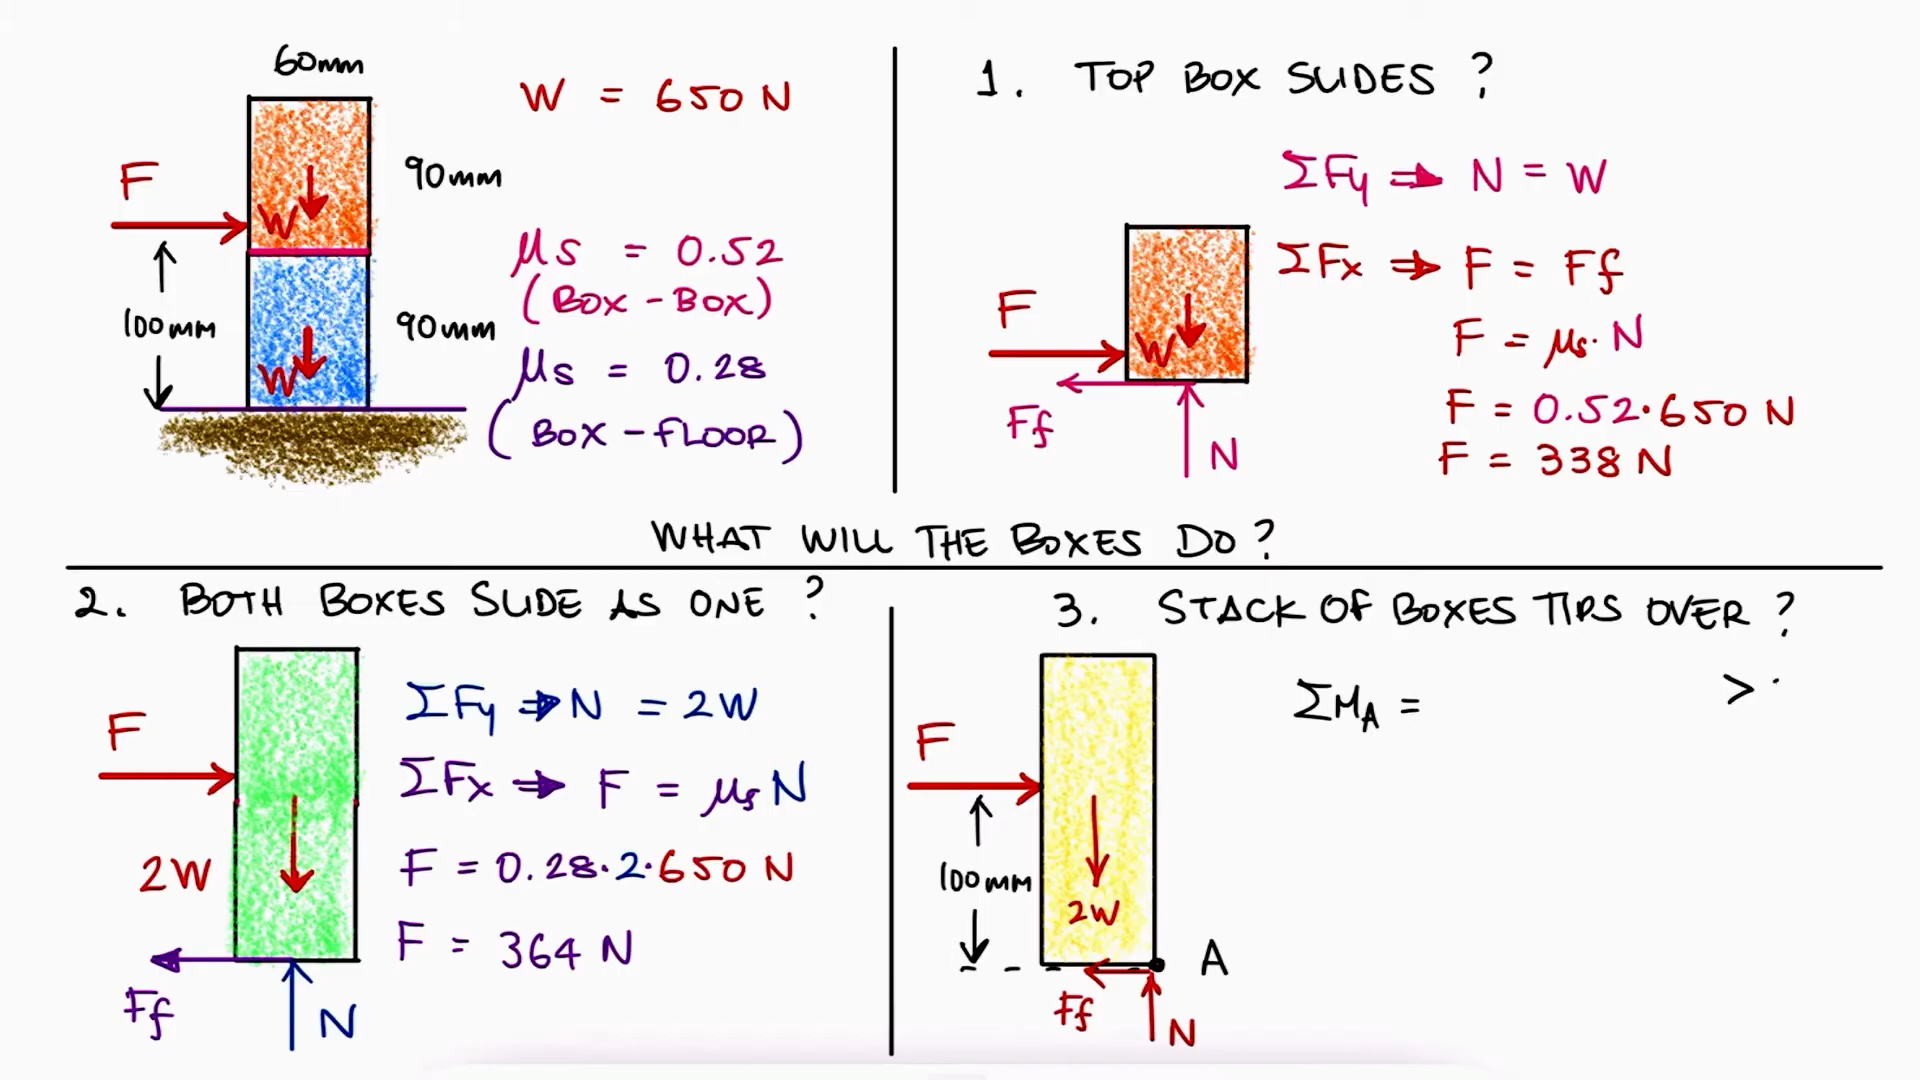 60mm
W = 650 N
F
W
90mm
μs = 0.52
(BOX - BOX)
100mm
W
90mm
μs = 0.28
(BOX - FLOOR)
1. TOP BOX SLIDES ?
ΣFy ⇒ N = W
ΣFx ⇒ F = Ff
F
W
F = μs · N
Ff
N
F = 0.52·650 N
F = 338 N
WHAT WILL THE BOXES DO?
2. BOTH BOXES SLIDE AS ONE ?
F
ΣFy ⇒ N = 2W
ΣFx ⇒ F = μs N
2W
F = 0.28·2·650 N
F = 364 N
Ff
N
3. STACK OF BOXES TIPS OVER ?
ΣMA = >
F
100mm
2W
A
Ff
N